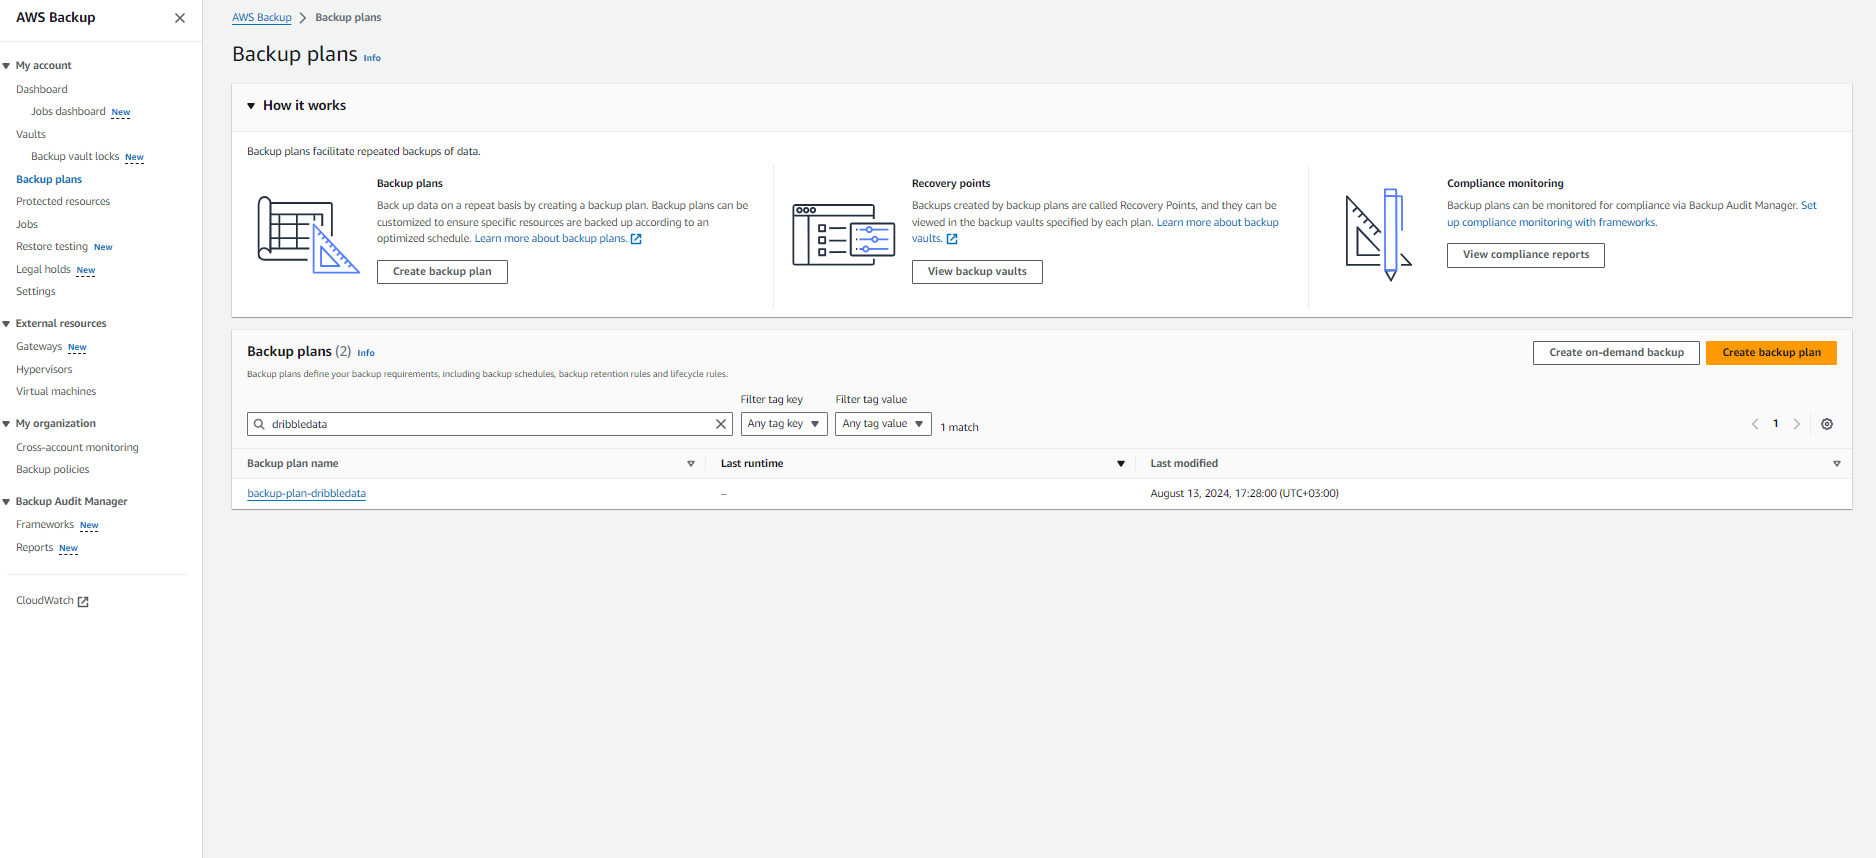 AWS Backup
My account
Dashboard
Jobs dashboard New
Vaults
Backup vault locks New
Backup plans
Protected resources
Jobs
Restore testing New
Legal holds New
Settings
External resources
Gateways New
Hypervisors
Virtual machines
My organization
Cross-account monitoring
Backup policies
Backup Audit Manager
Frameworks New
Reports New
CloudWatch
AWS Backup > Backup plans
Backup plans Info
How it works
Backup plans facilitate repeated backups of data.
Backup plans
Back up data on a repeat basis by creating a backup plan. Backup plans can be
customized to ensure specific resources are backed up according to an
optimized schedule. Learn more about backup plans.
Create backup plan
Recovery points
Backups created by backup plans are called Recovery Points, and they can be
viewed in the backup vaults specified by each plan. Learn more about backup
vaults.
View backup vaults
Compliance monitoring
Backup plans can be monitored for compliance via Backup Audit Manager. Set
up compliance monitoring with frameworks.
View compliance reports
Backup plans (2) Info
Create on-demand backup
Create backup plan
Backup plans define your backup requirements, including backup schedules, backup retention rules and lifecycle rules.
Filter tag key Filter tag value
dribbledata Any tag key Any tag value 1 match 1
Backup plan name Last runtime Last modified
backup-plan-dribbledata – August 13, 2024, 17:28:00 (UTC+03:00)